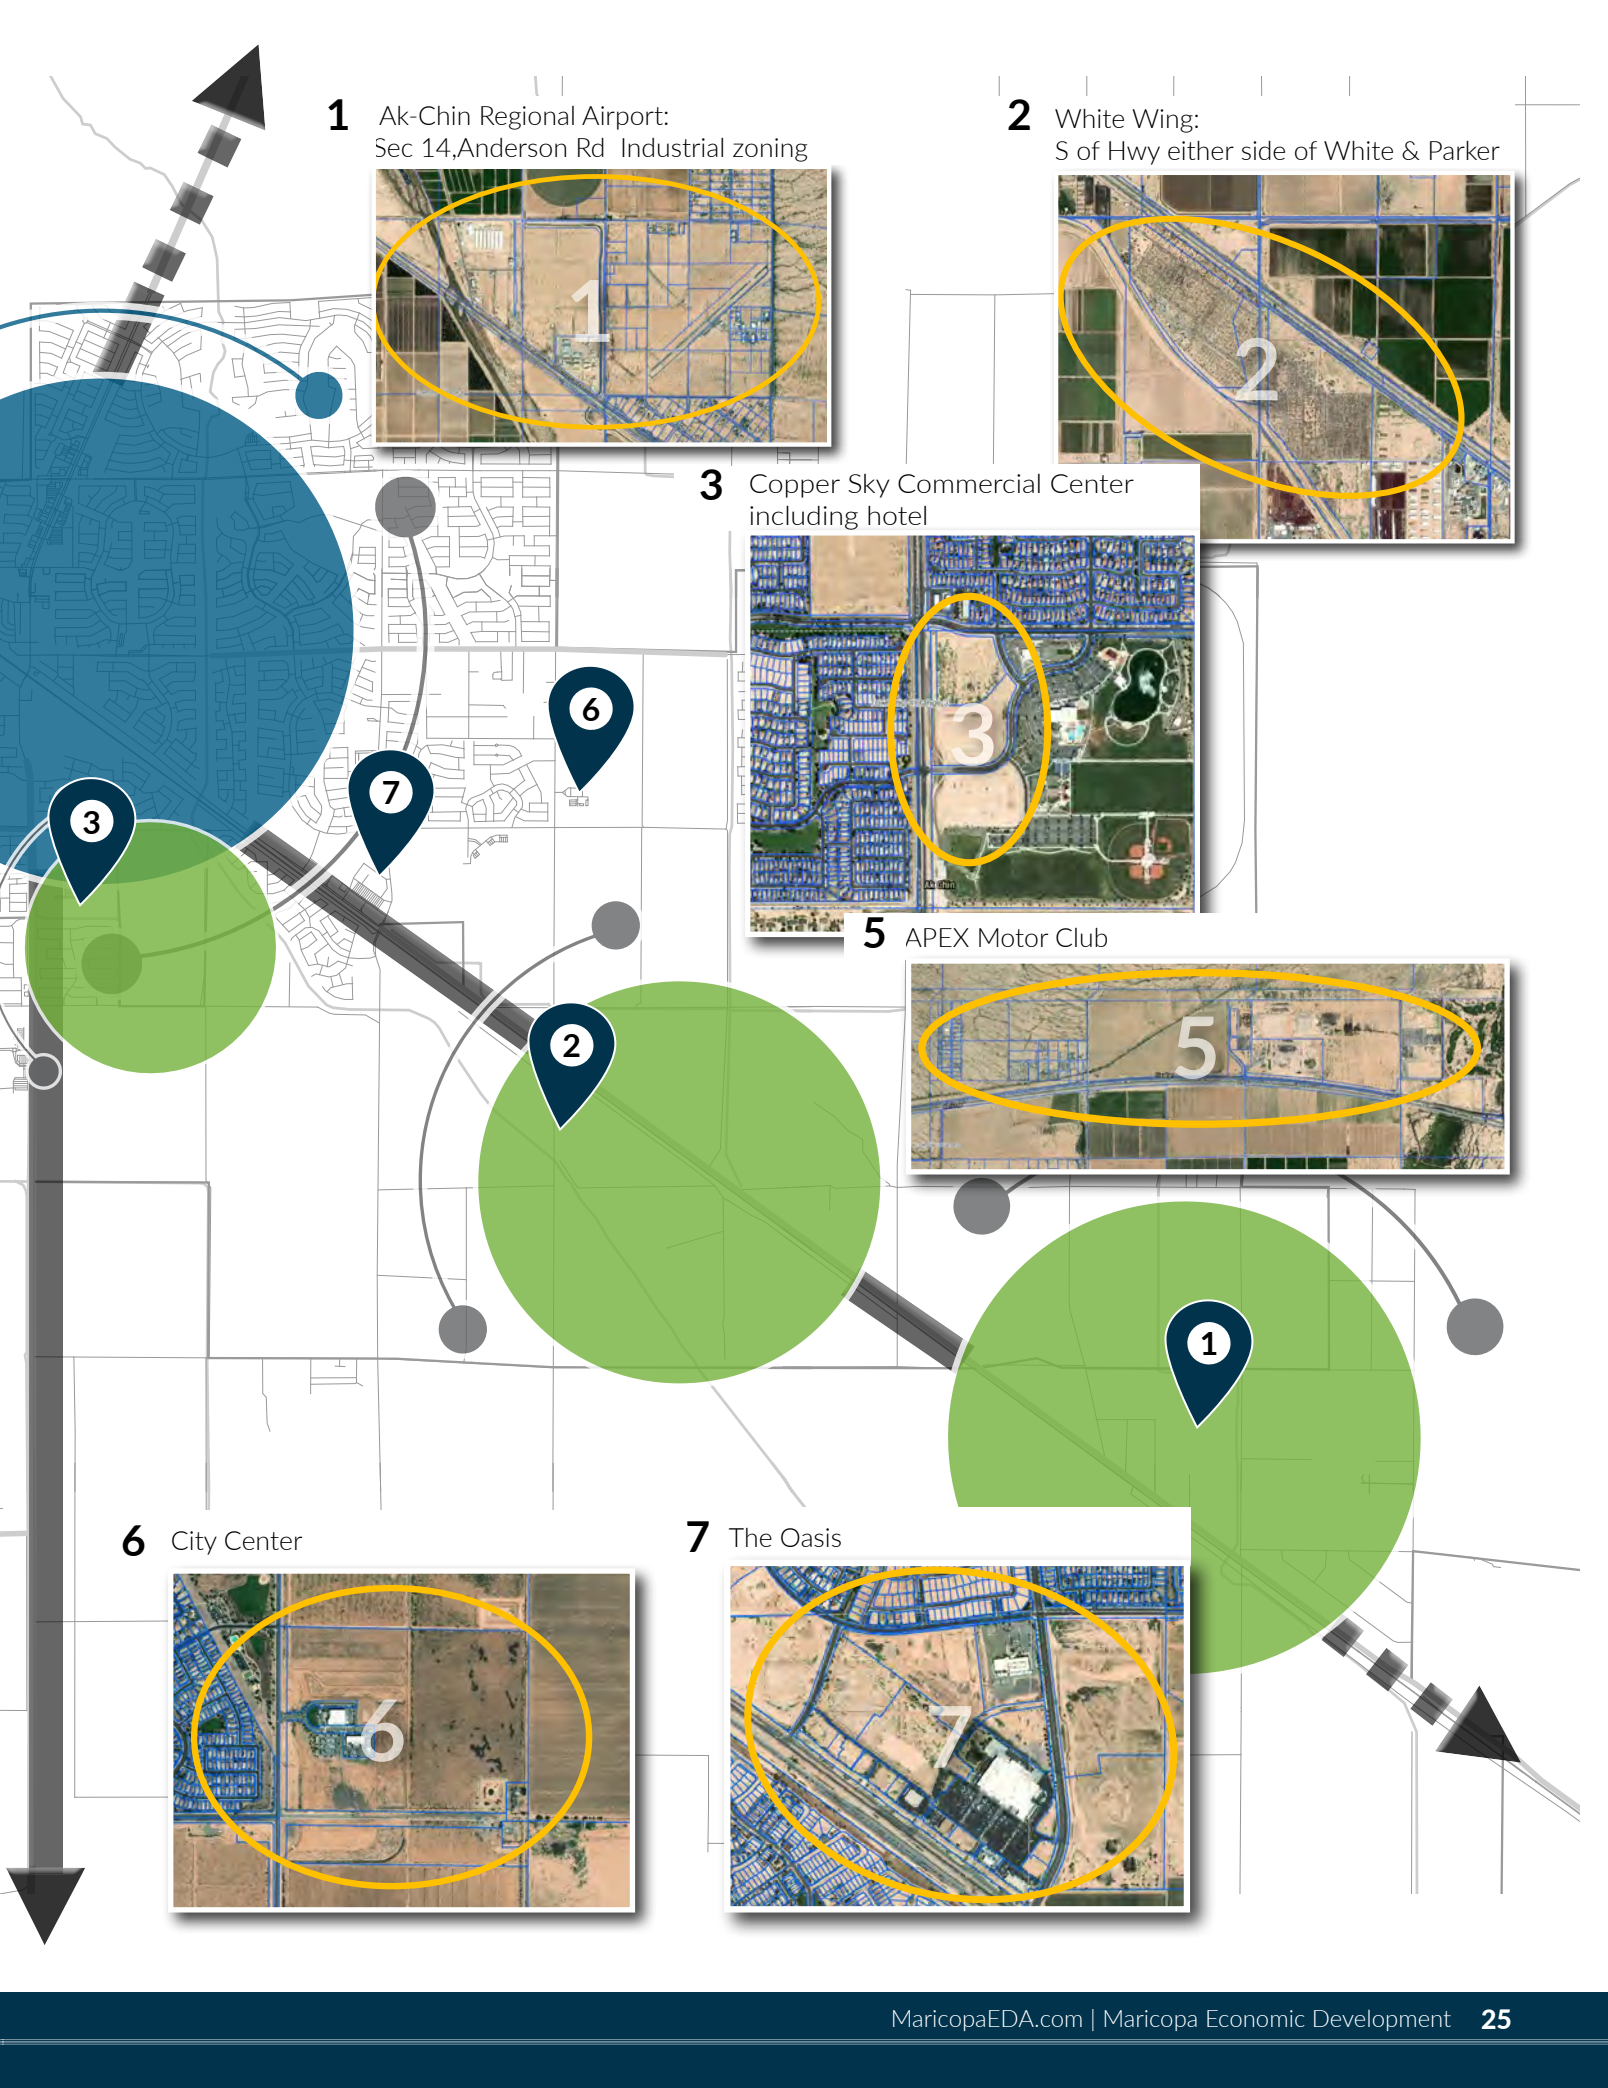 1 Ak-Chin Regional Airport:
Sec 14,Anderson Rd Industrial zoning
1
2 White Wing:
S of Hwy either side of White & Parker
2
3 Copper Sky Commercial Center
including hotel
3
Ak chin
6
7
3
5 APEX Motor Club
5
2
1
6 City Center
6
7 The Oasis
7
MaricopaEDA.com | Maricopa Economic Development 25